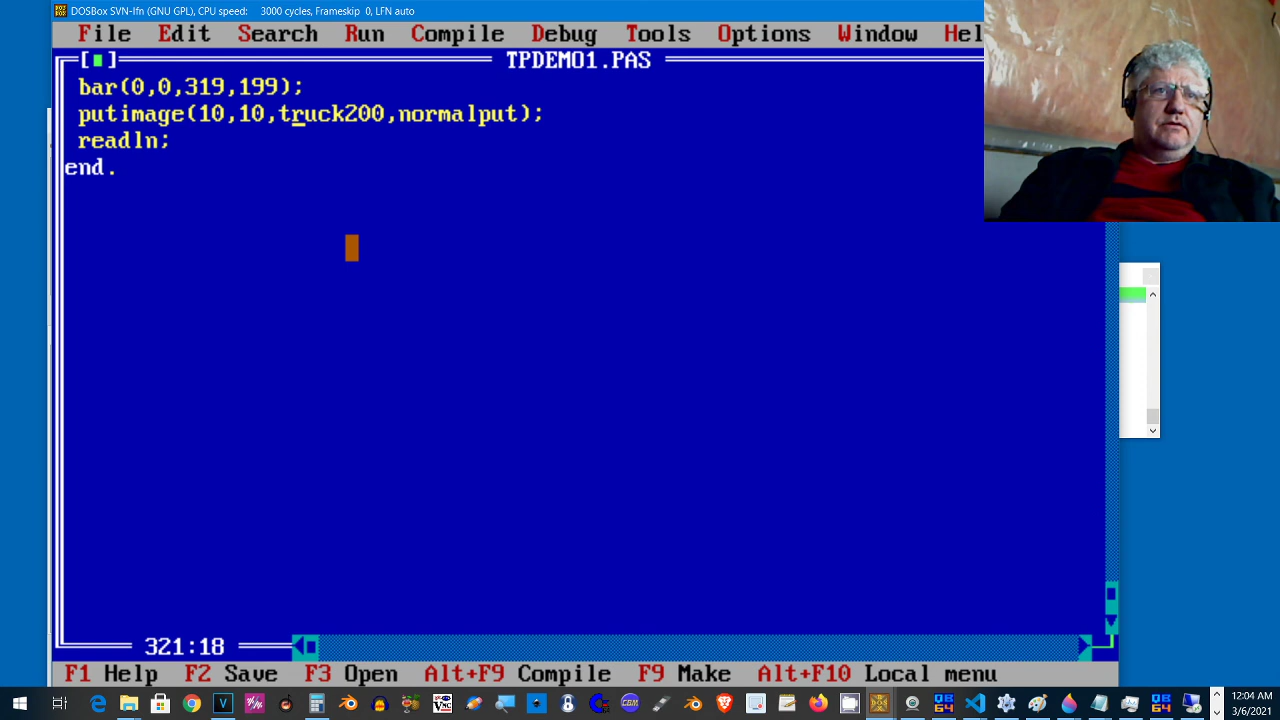 DOSBox SVN-lfn (GNU GPL), CPU speed: 3000 cycles, Frameskip 0, LFN auto
File Edit Search Run Compile Debug Tools Options Window Hel
[■] TPDEMO1.PAS
bar(0,0,319,199);
putimage(10,10,truck200,normalput);
readln;
end.
321:18
F1 Help F2 Save F3 Open Alt+F9 Compile F9 Make Alt+F10 Local menu
12:04 AM
3/6/2021